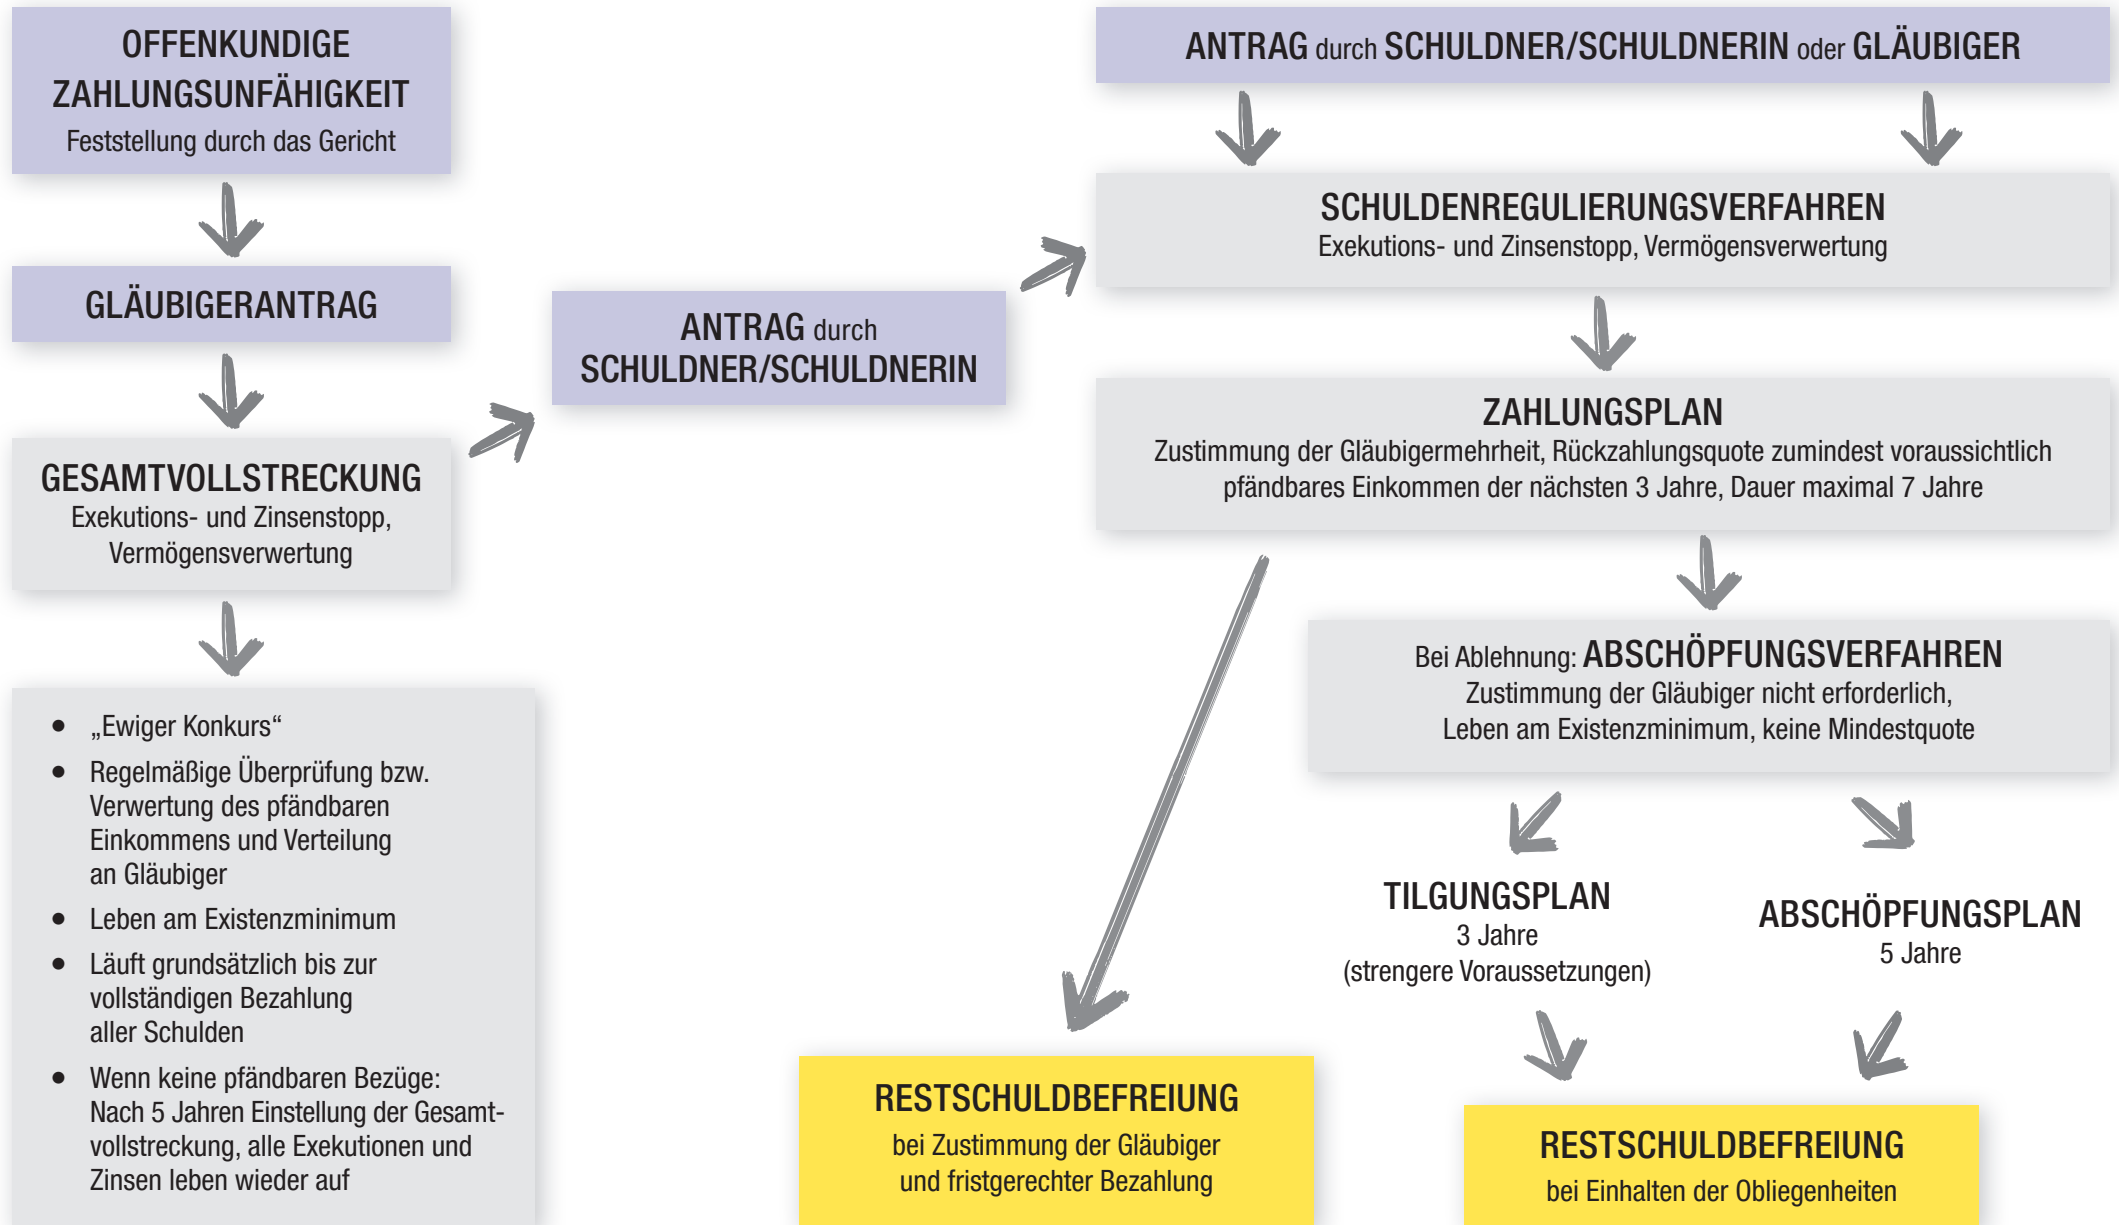 OFFENKUNDIGE
ZAHLUNGSUNFÄHIGKEIT
Feststellung durch das Gericht
GLÄUBIGERANTRAG
GESAMTVOLLSTRECKUNG
Exekutions- und Zinsenstopp,
Vermögensverwertung
• „Ewiger Konkurs“
• Regelmäßige Überprüfung bzw.
Verwertung des pfändbaren
Einkommens und Verteilung
an Gläubiger
• Leben am Existenzminimum
• Läuft grundsätzlich bis zur
vollständigen Bezahlung
aller Schulden
• Wenn keine pfändbaren Bezüge:
Nach 5 Jahren Einstellung der Gesamt-
vollstreckung, alle Exekutionen und
Zinsen leben wieder auf
ANTRAG durch
SCHULDNER/SCHULDNERIN
ANTRAG durch SCHULDNER/SCHULDNERIN oder GLÄUBIGER
SCHULDENREGULIERUNGSVERFAHREN
Exekutions- und Zinsenstopp, Vermögensverwertung
ZAHLUNGSPLAN
Zustimmung der Gläubigermehrheit, Rückzahlungsquote zumindest voraussichtlich
pfändbares Einkommen der nächsten 3 Jahre, Dauer maximal 7 Jahre
Bei Ablehnung: ABSCHÖPFUNGSVERFAHREN
Zustimmung der Gläubiger nicht erforderlich,
Leben am Existenzminimum, keine Mindestquote
TILGUNGSPLAN
3 Jahre
(strengere Voraussetzungen)
ABSCHÖPFUNGSPLAN
5 Jahre
RESTSCHULDBEFREIUNG
bei Zustimmung der Gläubiger
und fristgerechter Bezahlung
RESTSCHULDBEFREIUNG
bei Einhalten der Obliegenheiten